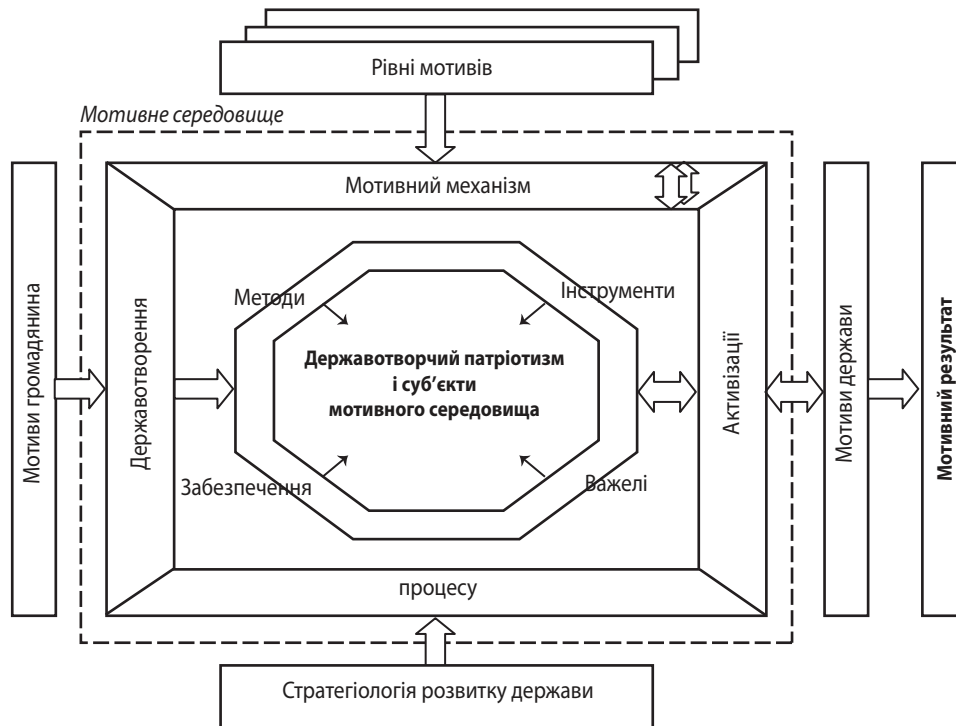 Рівні мотивів
Мотивне середовище
Мотивний механізм
Мотиви громадянина
Державотворення
Методи
Інструменти
Державотворчий патріотизм
і суб’єкти
мотивного середовища
Забезпечення
Важелі
Активізації
Мотиви держави
Мотивний результат
процесу
Стратегіологія розвитку держави